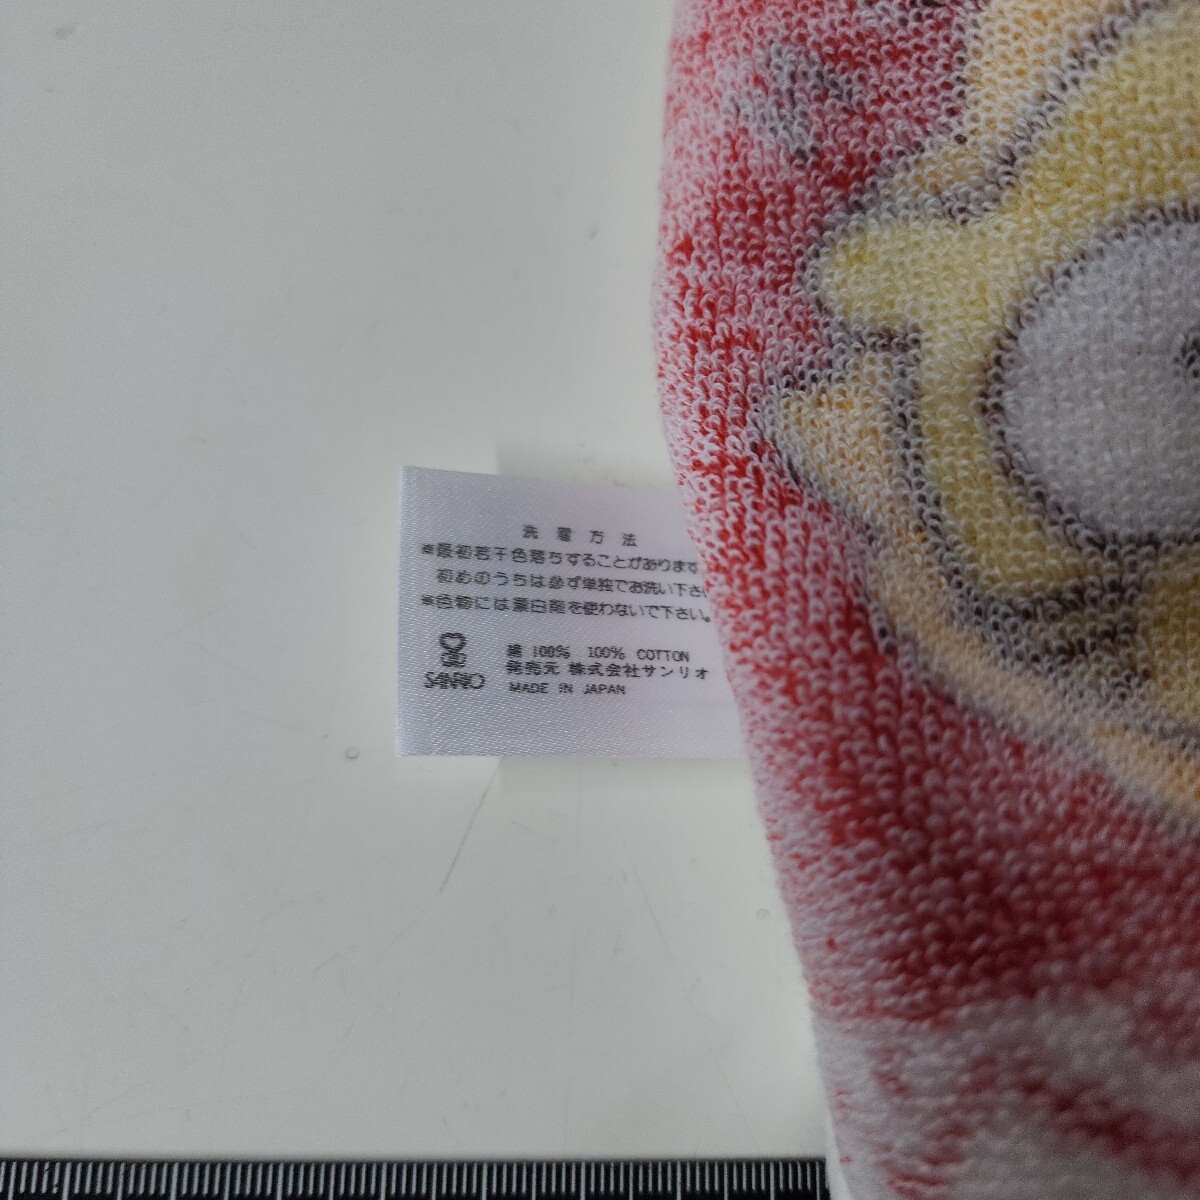 洗濯方法
※最初若干色落ちすることがあります
初めのうちは必ず単独でお洗い下さい
※色物には漂白剤を使わないで下さい。
綿 100% 100% COTTON
発売元 株式会社サンリオ
SANRIO
MADE IN JAPAN